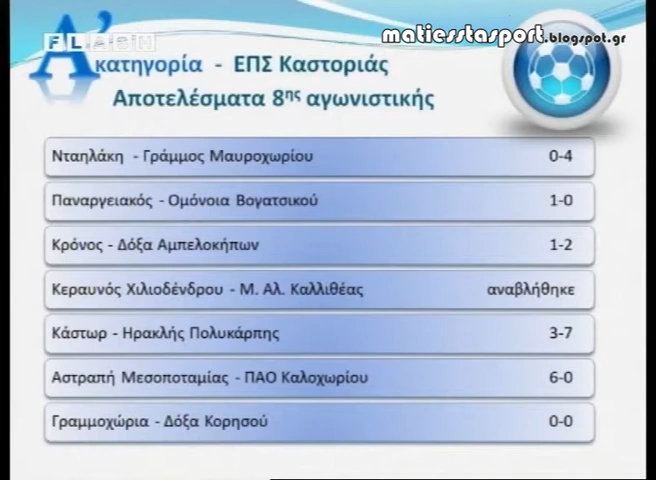 FLASH
matiesstasport.blogspot.gr
Α' κατηγορία - ΕΠΣ Καστοριάς
Αποτελέσματα 8ης αγωνιστικής
Νταηλάκη - Γράμμος Μαυροχωρίου 0-4
Παναργειακός - Ομόνοια Βογατσικού 1-0
Κρόνος - Δόξα Αμπελοκήπων 1-2
Κεραυνός Χιλιοδένδρου - Μ. Αλ. Καλλιθέας αναβλήθηκε
Κάστωρ - Ηρακλής Πολυκάρπης 3-7
Αστραπή Μεσοποταμίας - ΠΑΟ Καλοχωρίου 6-0
Γραμμοχώρια - Δόξα Κορησού 0-0